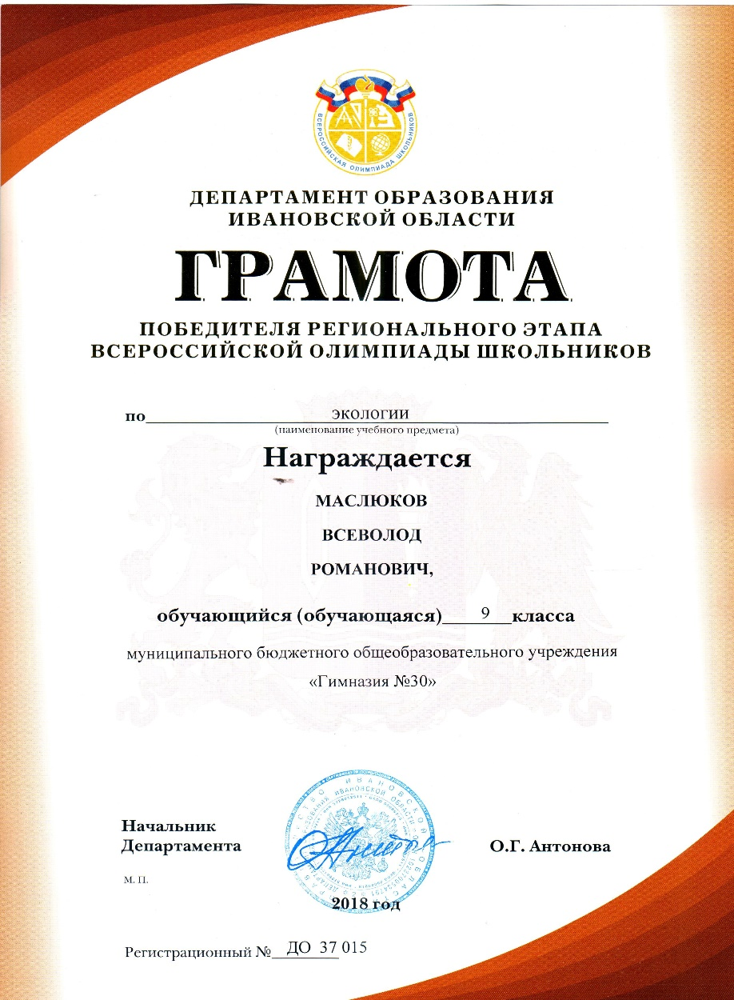 ВСЕРОССИЙСКАЯ ОЛИМПИАДА ШКОЛЬНИКОВ
ДЕПАРТАМЕНТ ОБРАЗОВАНИЯ
ИВАНОВСКОЙ ОБЛАСТИ
ГРАМОТА
ПОБЕДИТЕЛЯ РЕГИОНАЛЬНОГО ЭТАПА
ВСЕРОССИЙСКОЙ ОЛИМПИАДЫ ШКОЛЬНИКОВ
по экологии
(наименование учебного предмета)
Награждается
МАСЛЮКОВ
ВСЕВОЛОД
РОМАНОВИЧ,
обучающийся (обучающаяся) 9 класса
муниципального бюджетного общеобразовательного учреждения
«Гимназия №30»
Начальник
Департамента
О.Г. Антонова
М. П.
2018 год
Регистрационный № ДО 37 015